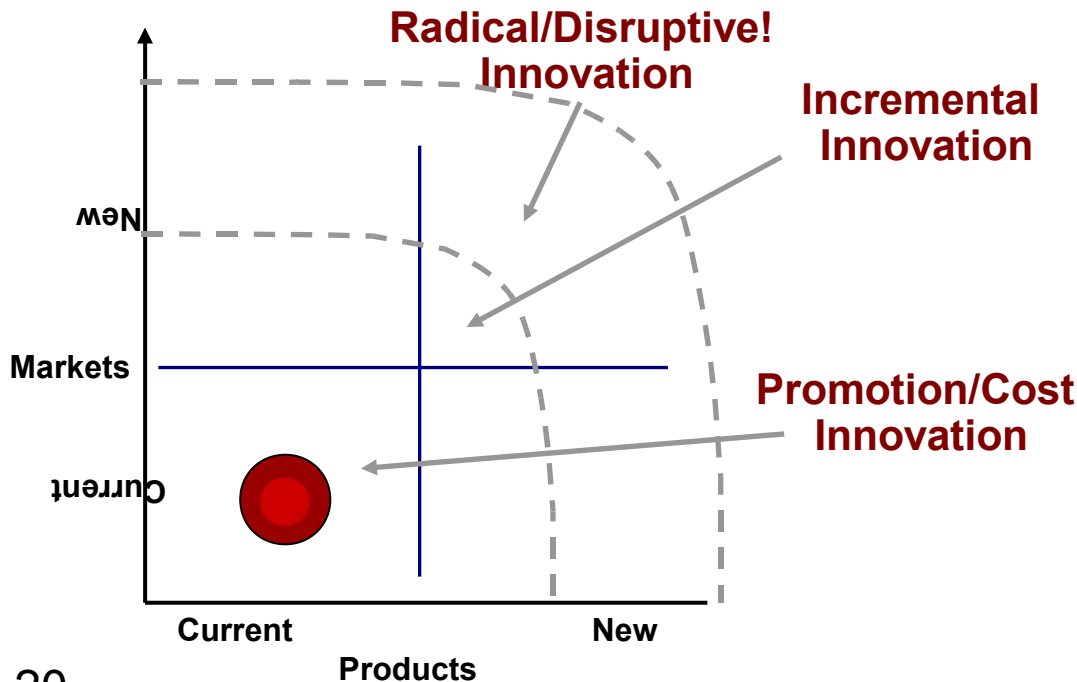 Radical/Disruptive!
Innovation
Incremental
Innovation
New
Markets
Promotion/Cost
Innovation
Current
Current
New
Products